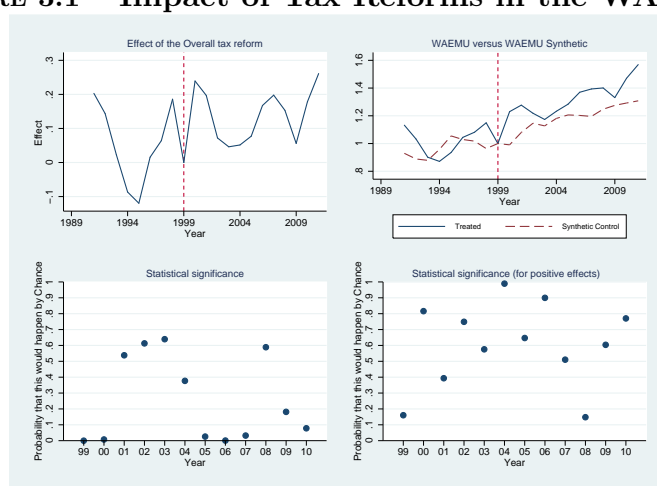 Impact of Tax Reforms in the WA
Effect of the Overall tax reform
Effect
.3
.2
.1
0
-.1
1989 1994 1999 2004 2009
Year
WAEMU versus WAEMU Synthetic
1.6
1.4
1.2
1
.8
1989 1994 1999 2004 2009
Year
Treated Synthetic Control
Statistical significance
Probability that this would happen by Chance
1
.9
.8
.7
.6
.5
.4
.3
.2
.1
0
99 00 01 02 03 04 05 06 07 08 09 10
Year
Statistical significance (for positive effects)
Probability that this would happen by Chance
1
.9
.8
.7
.6
.5
.4
.3
.2
.1
0
99 00 01 02 03 04 05 06 07 08 09 10
Year